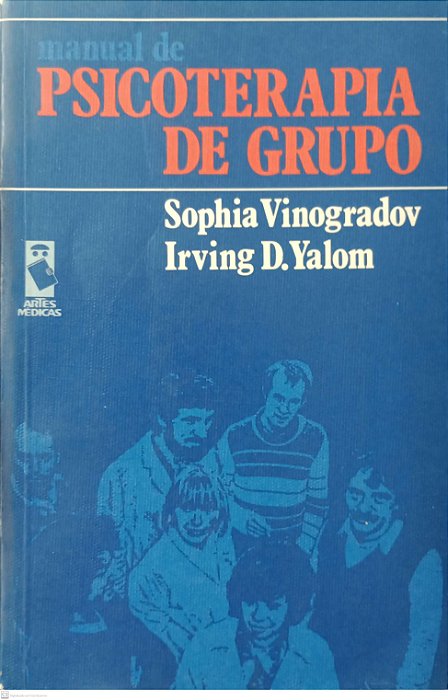 manual de
PSICOTERAPIA
DE GRUPO
Sophia Vinogradov
Irving D. Yalom
ARTES
MÉDICAS